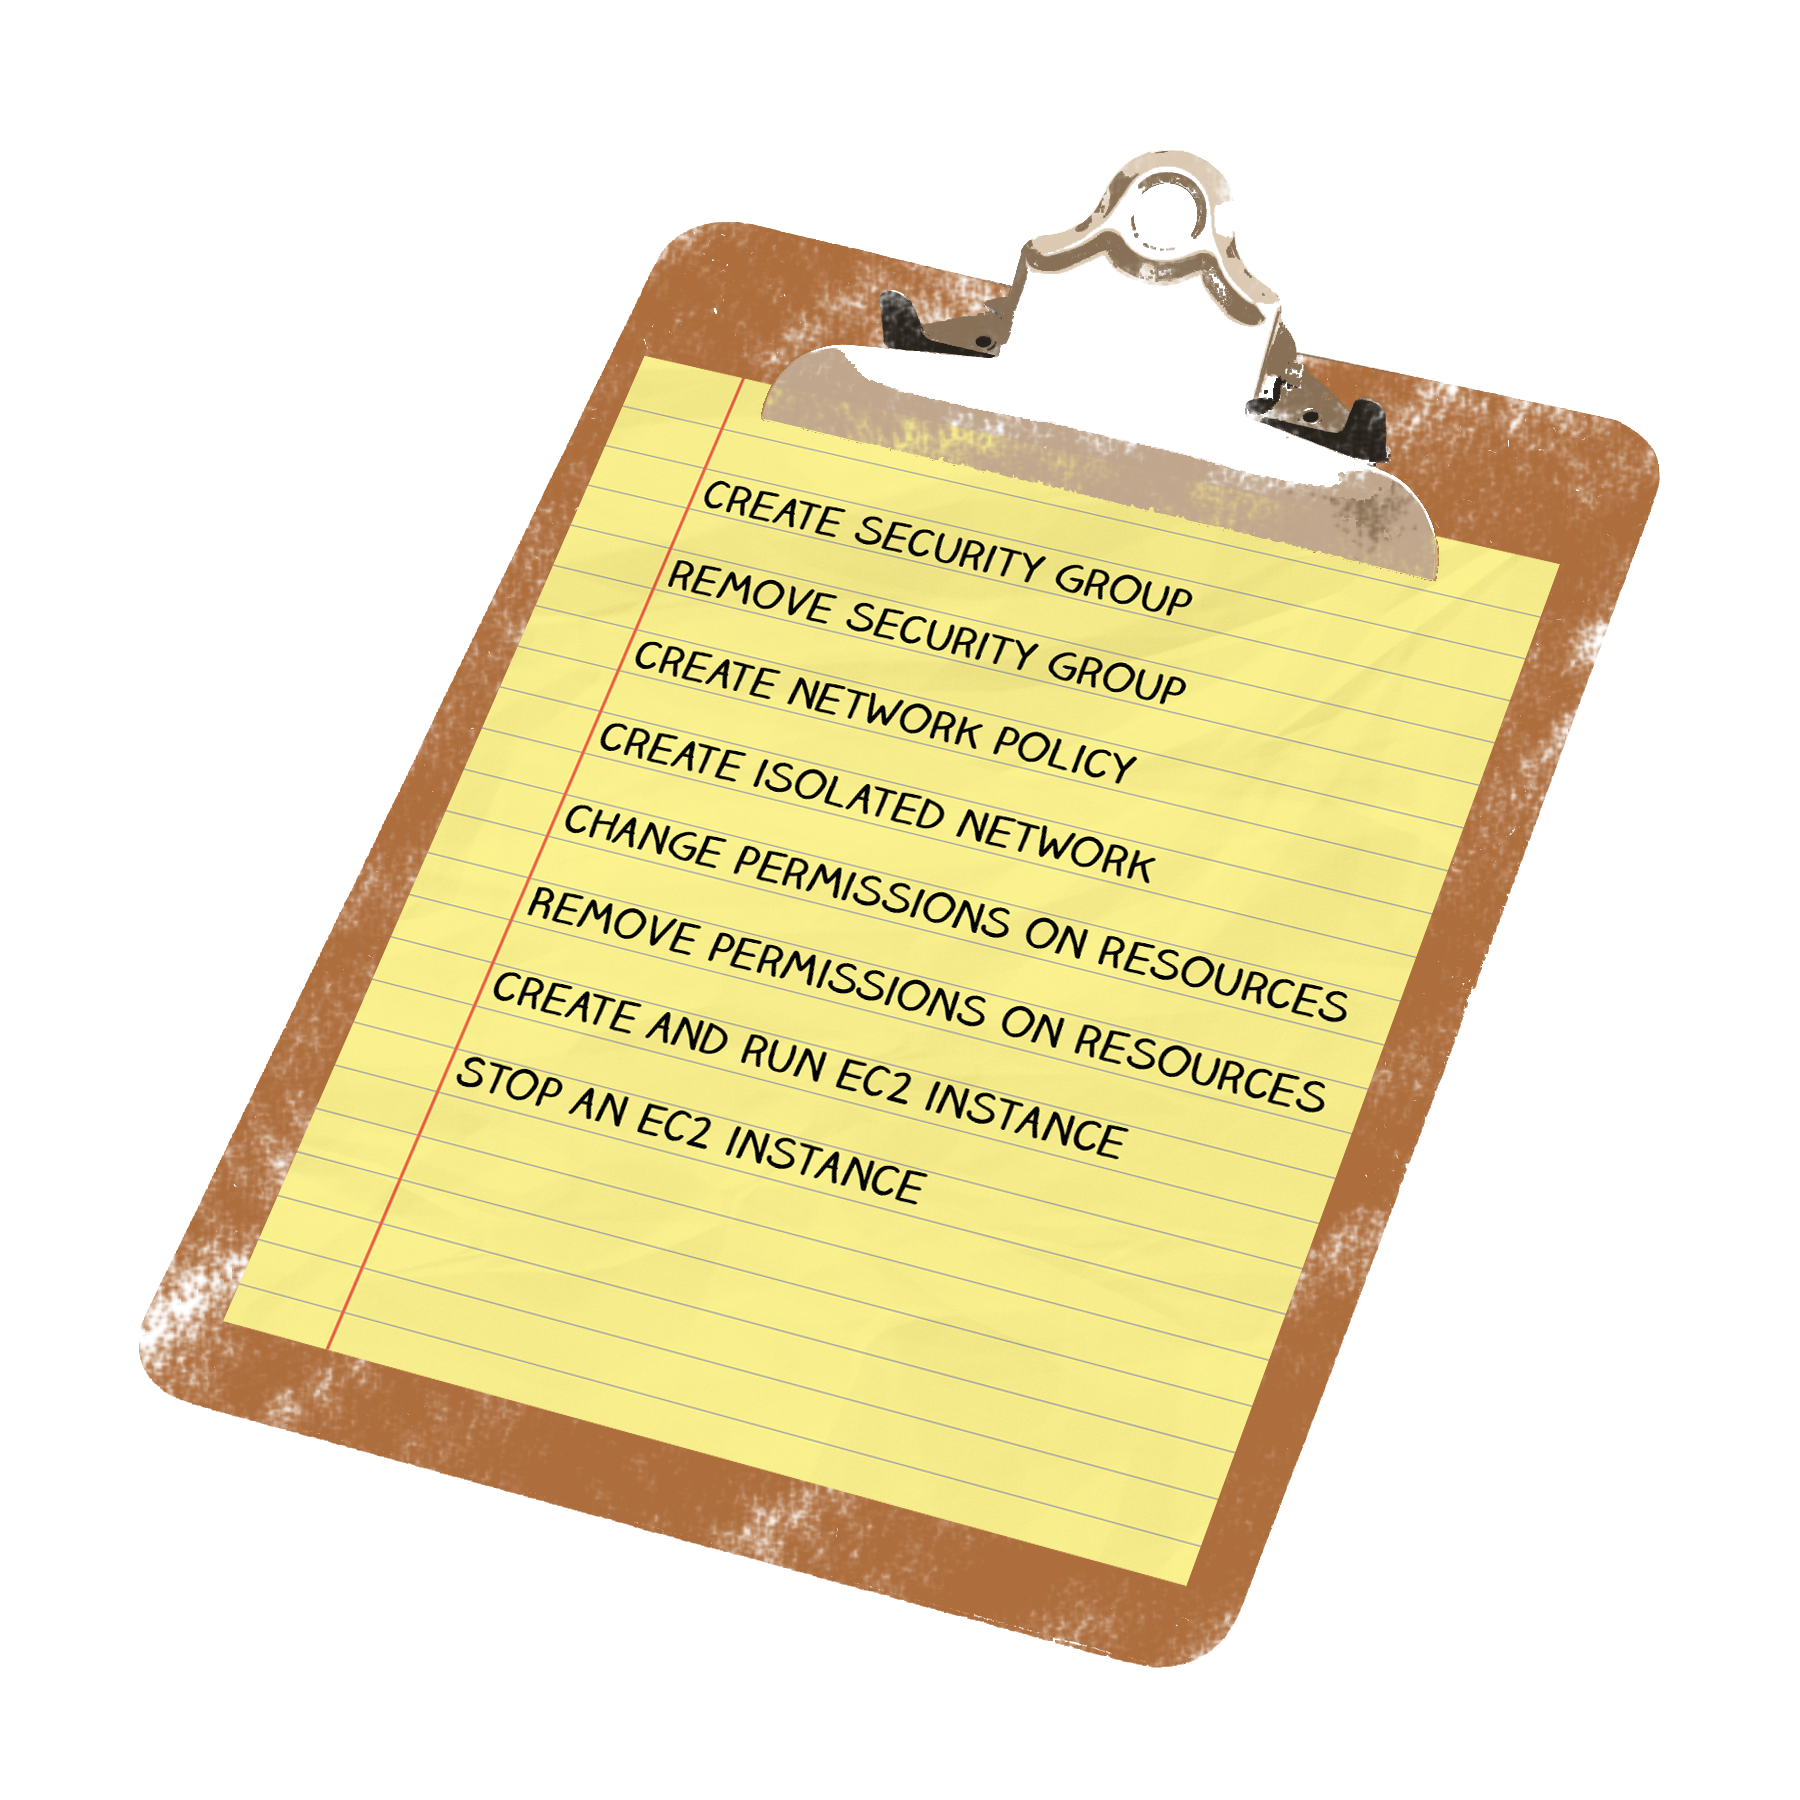 CREATE SECURITY GROUP
REMOVE SECURITY GROUP
CREATE NETWORK POLICY
CREATE ISOLATED NETWORK
CHANGE PERMISSIONS ON RESOURCES
REMOVE PERMISSIONS ON RESOURCES
CREATE AND RUN EC2 INSTANCE
STOP AN EC2 INSTANCE